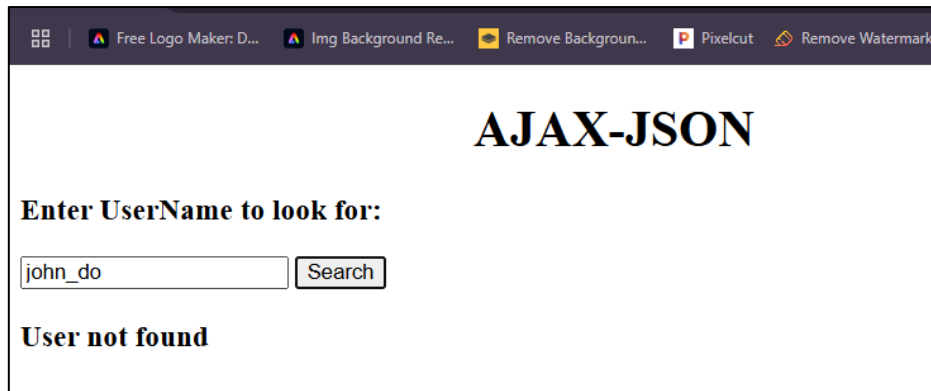 Free Logo Maker: D... Img Background Re... Remove Backgroun... Pixelcut Remove Watermark
AJAX-JSON
Enter UserName to look for:
john_do Search
User not found